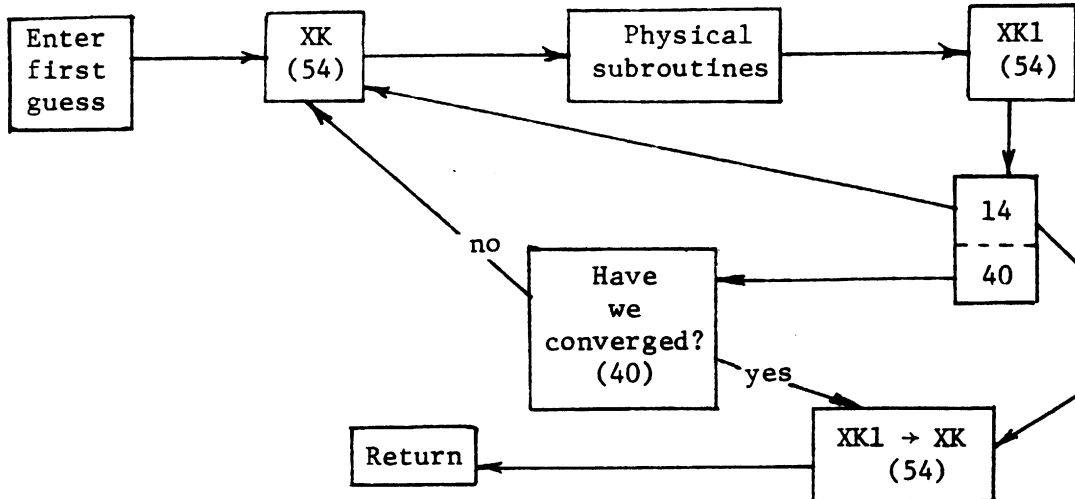 Enter
first
guess
XK
(54)
Physical
subroutines
XK1
(54)
14
40
no
Have
we
converged?
(40)
yes
XK1 → XK
(54)
Return